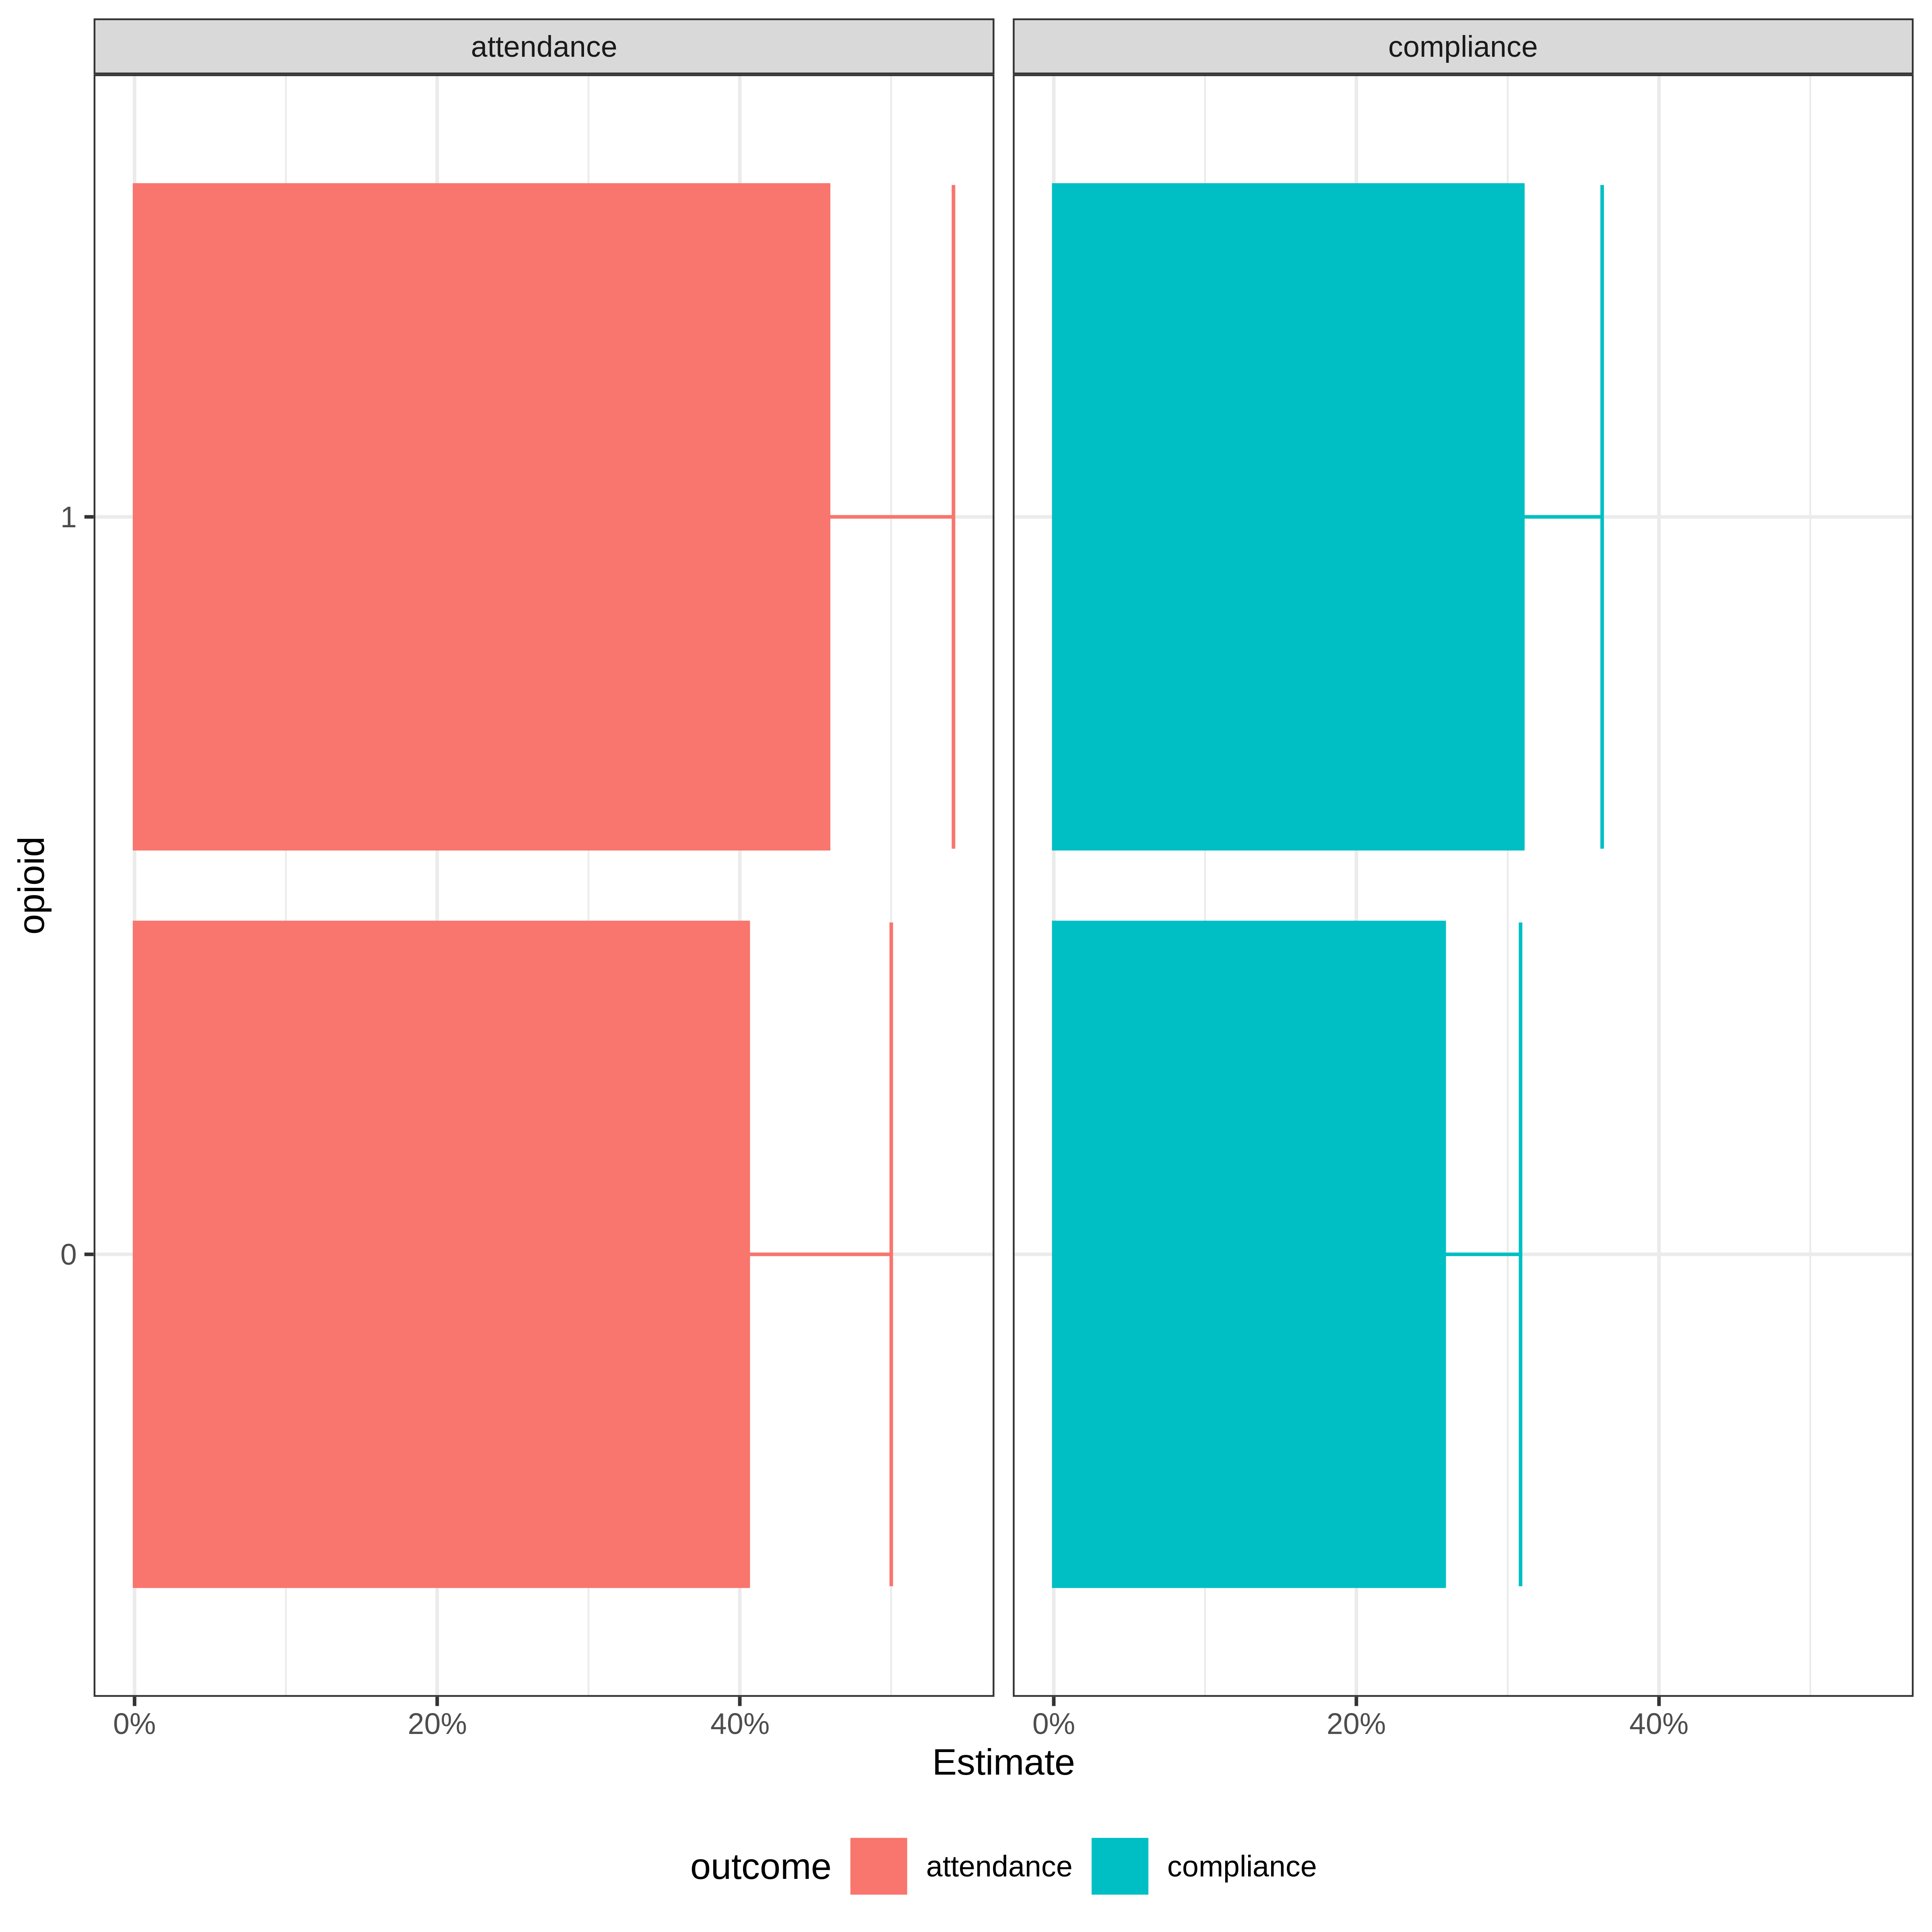 attendance
compliance
opioid
1
0
0%
20%
40%
0%
20%
40%
Estimate
outcome
attendance
compliance